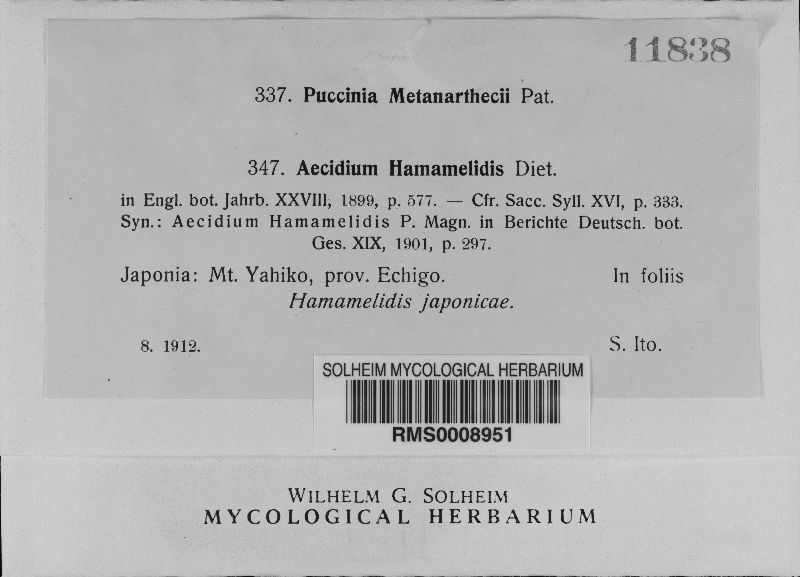 11838
337. Puccinia Metanarthecii Pat.
347. Aecidium Hamamelidis Diet.
in Engl. bot. Jahrb. XXVIII, 1899, p. 577. — Cfr. Sacc. Syll. XVI, p. 333.
Syn.: Aecidium Hamamelidis P. Magn. in Berichte Deutsch. bot.
Ges. XIX, 1901, p. 297.
Japonia: Mt. Yahiko, prov. Echigo. In foliis
Hamamelidis japonicae.
8. 1912. S. Ito.
SOLHEIM MYCOLOGICAL HERBARIUM
RMS0008951
WILHELM G. SOLHEIM
MYCOLOGICAL HERBARIUM